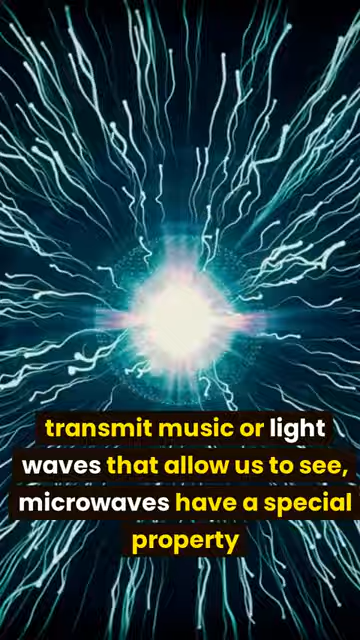 transmit music or light
waves that allow us to see,
microwaves have a special
property